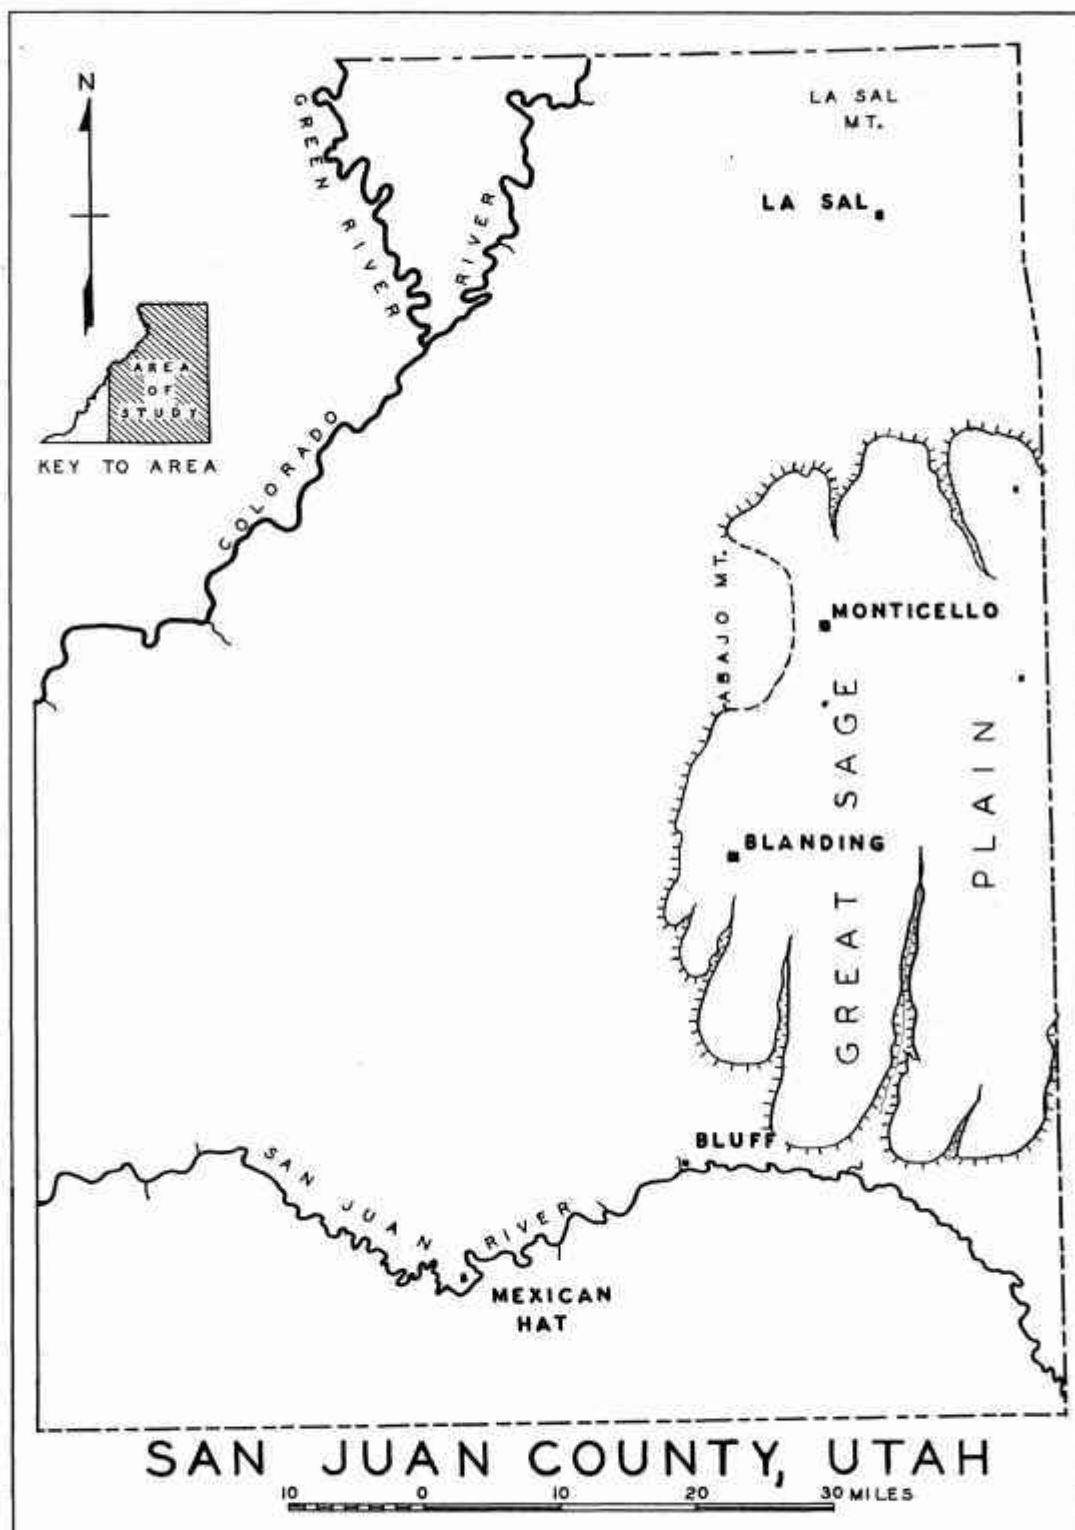 N
GREEN RIVER
RIVER
LA SAL
MT.
LA SAL
AREA
OF
STUDY
KEY TO AREA
COLORADO
ABAJO MT.
MONTICELLO
GREAT SAGE
PLAIN
BLANDING
BLUFF
SAN JUAN
RIVER
MEXICAN
HAT
SAN JUAN COUNTY, UTAH
10 0 10 20 30 MILES